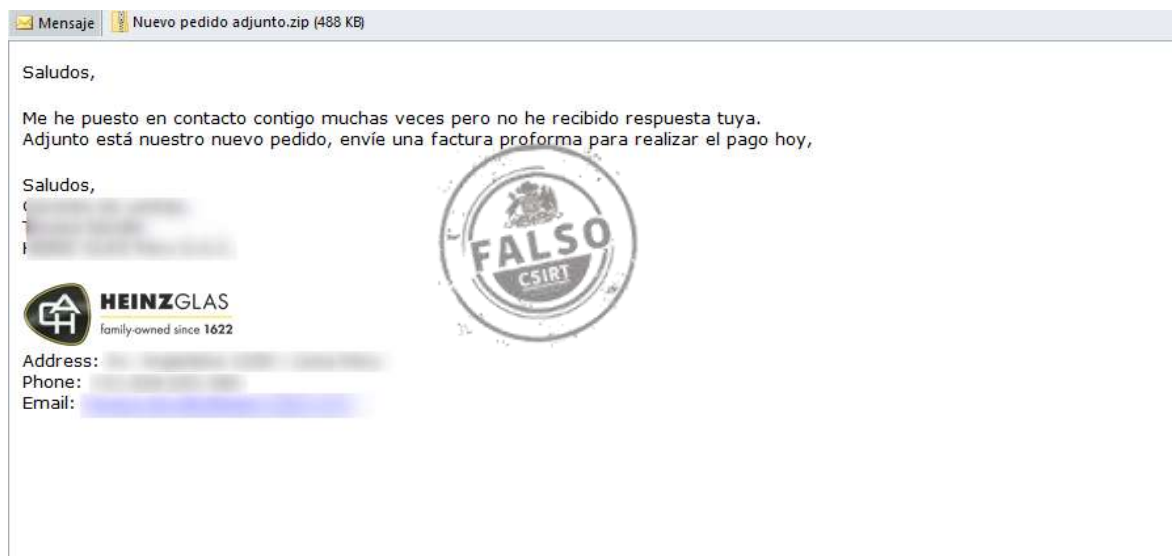 Mensaje
Nuevo pedido adjunto.zip (488 KB)
Saludos,
Me he puesto en contacto contigo muchas veces pero no he recibido respuesta tuya.
Adjunto está nuestro nuevo pedido, envíe una factura proforma para realizar el pago hoy,
Saludos,
FALSO
CSIRT
HEINZGLAS
family-owned since 1622
Address:
Phone:
Email: